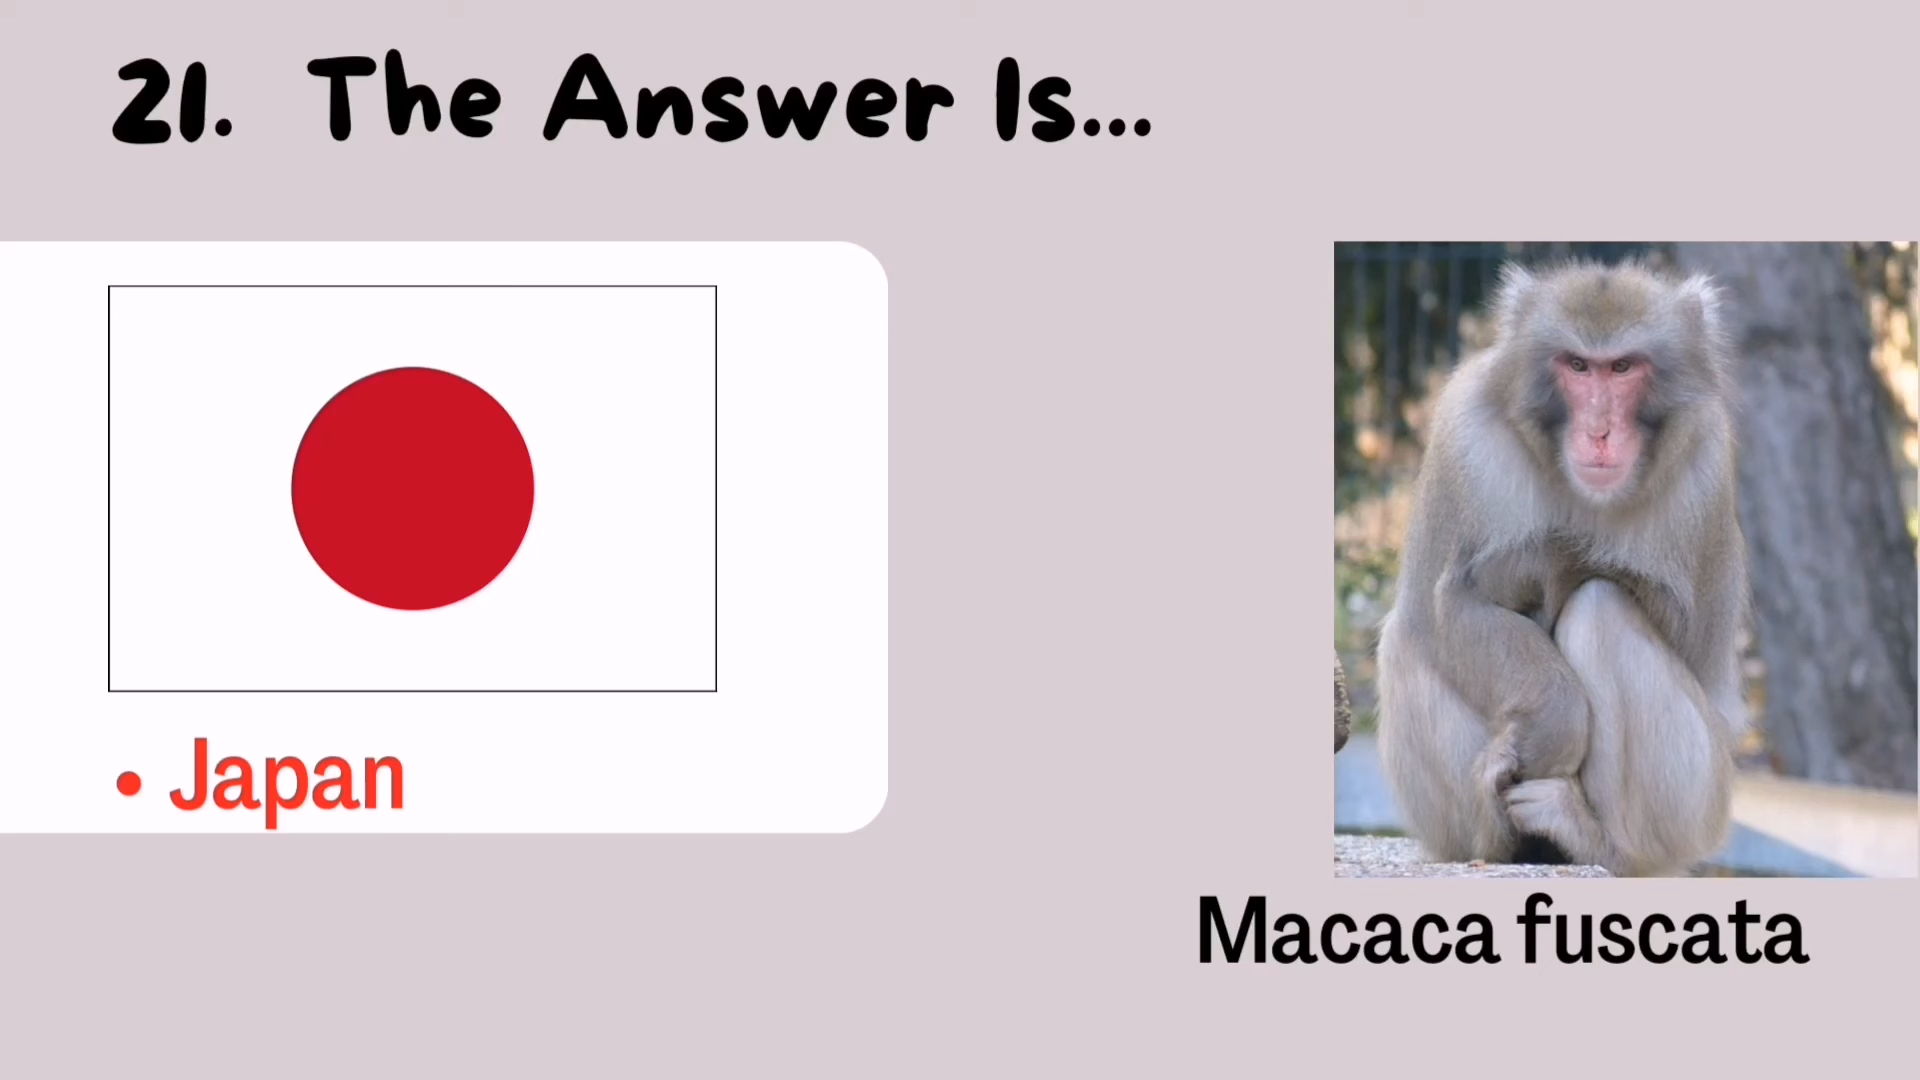 21. The Answer Is...
• Japan
Macaca fuscata